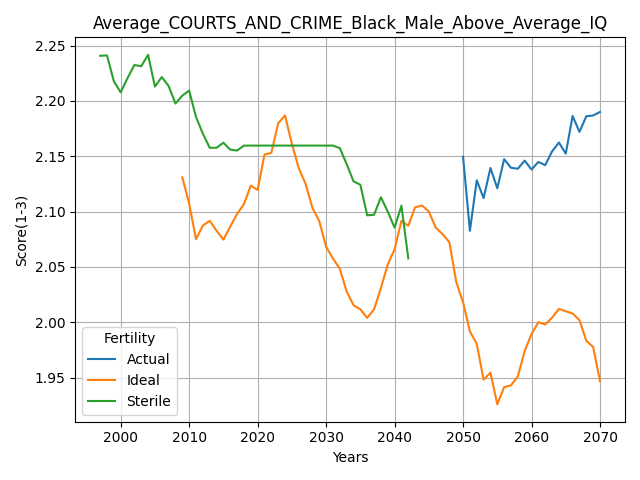 Average_COURTS_AND_CRIME_Black_Male_Above_Average_IQ
2.25
2.20
2.15
2.10
2.05
2.00
1.95
Score(1-3)
Fertility
Actual
Ideal
Sterile
2000 2010 2020 2030 2040 2050 2060 2070
Years